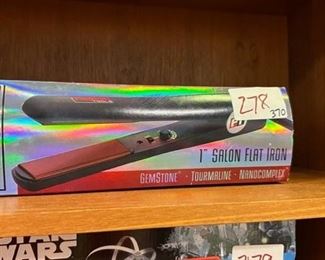 278
370
1" SALON FLAT IRON
GEMSTONE · TOURMALINE · NANOCOMPLEX
STAR
WARS